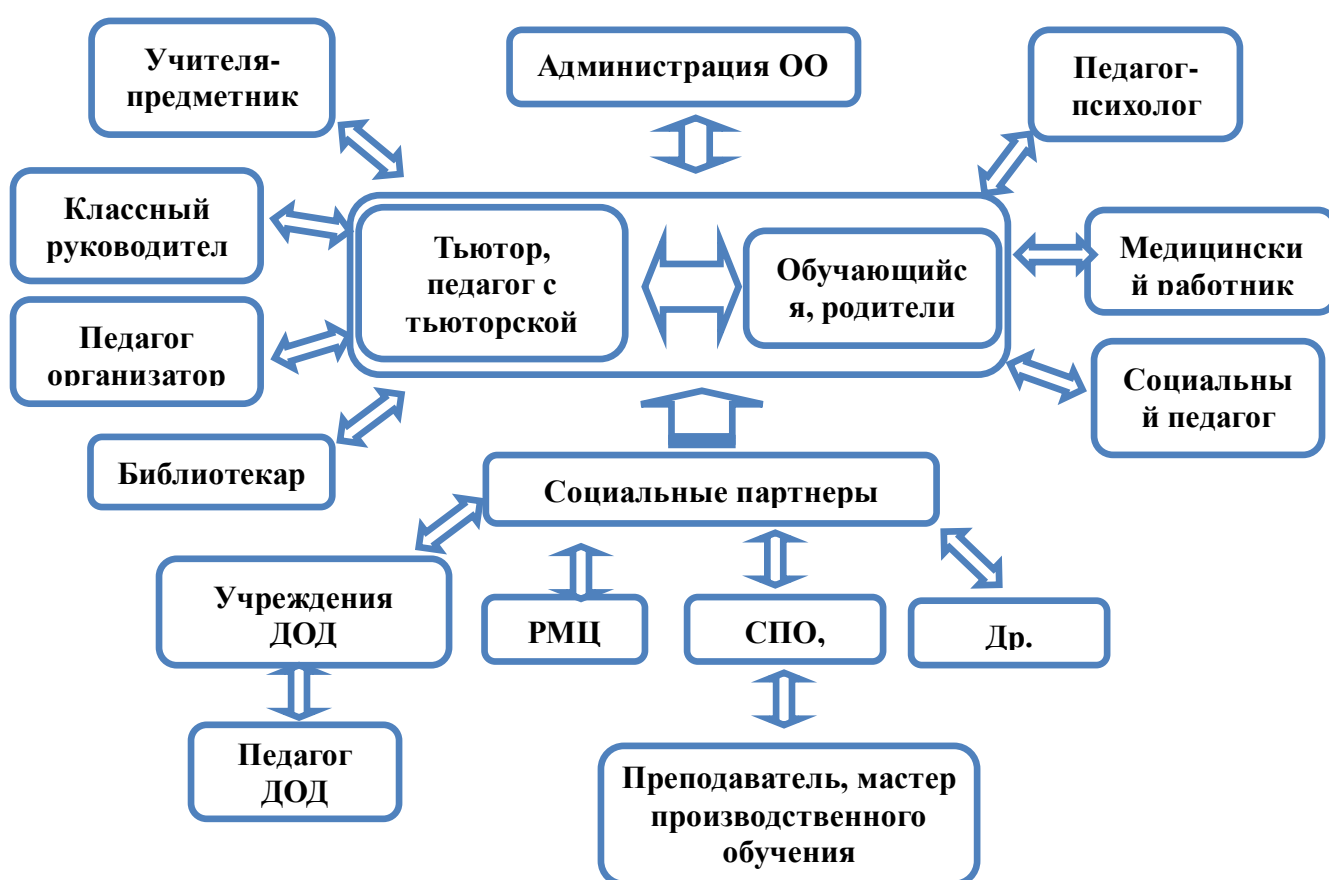 Учителя-
предметник
Администрация ОО
Педагог-
психолог
Классный
руководител
Тьютор,
педагог с
тьюторской
Обучающийс
я, родители
Медицински
й работник
Педагог
организатор
Социальны
й педагог
Библиотекар
Социальные партнеры
Учреждения
ДОД
РМЦ
СПО,
Др.
Педагог
ДОД
Преподаватель, мастер
производственного
обучения